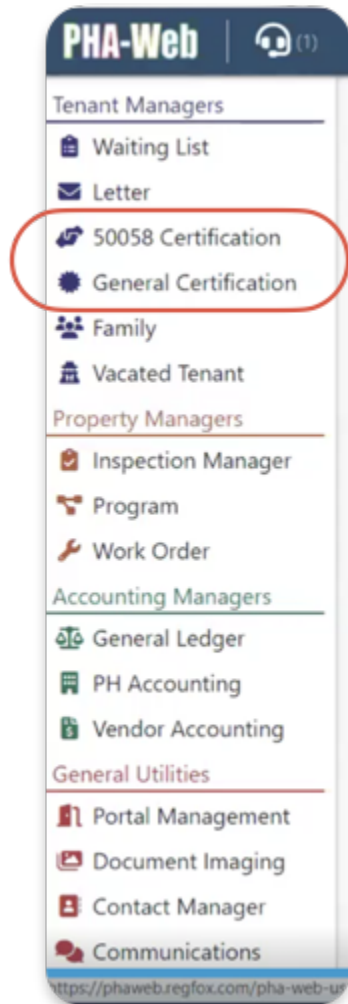 PHA-Web (1)
Tenant Managers
Waiting List
Letter
50058 Certification
General Certification
Family
Vacated Tenant
Property Managers
Inspection Manager
Program
Work Order
Accounting Managers
General Ledger
PH Accounting
Vendor Accounting
General Utilities
Portal Management
Document Imaging
Contact Manager
Communications
https://phaweb.regfox.com/pha-web-us